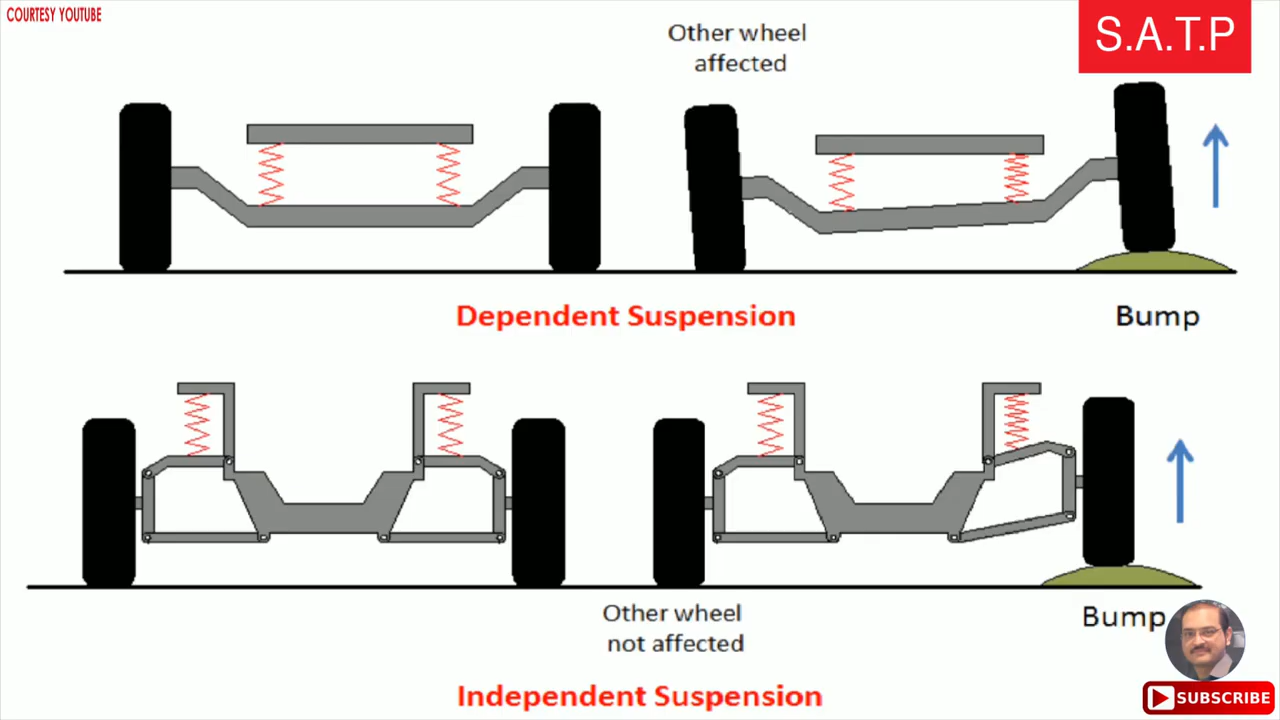 COURTESY YOUTUBE
S.A.T.P
Other wheel
affected
Dependent Suspension
Bump
Other wheel
not affected
Bump
Independent Suspension
SUBSCRIBE